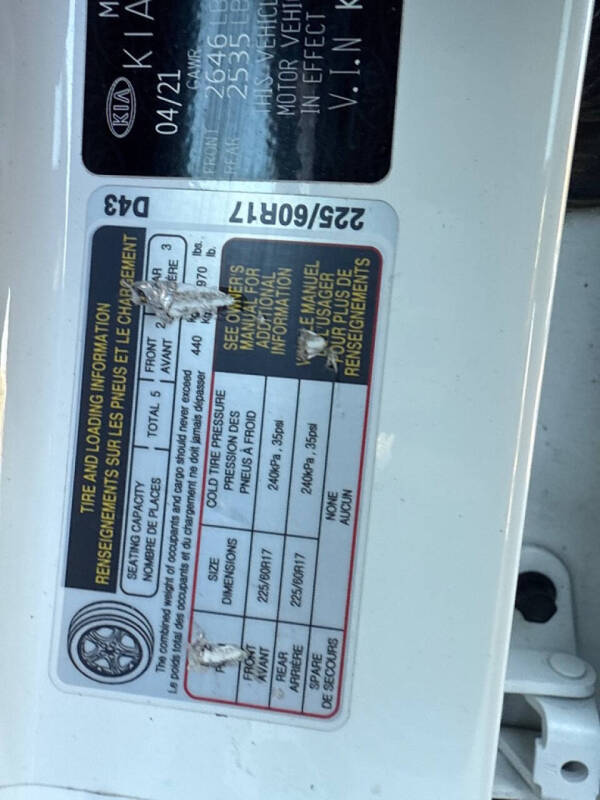 M
KIA KIA
04/21
GAWR
FRONT 2646 LB
REAR 2535 LB
THIS VEHICL
MOTOR VEHI
IN EFFECT
V.I.N K
D43
225/60R17
TIRE AND LOADING INFORMATION
RENSEIGNEMENTS SUR LES PNEUS ET LE CHARGEMENT
SEATING CAPACITY
NOMBRE DE PLACES
TOTAL 5
FRONT 2
AVANT
AR 3
ÈRE
The combined weight of occupants and cargo should never exceed 440 970 lbs.
Le poids total des occupants et du chargement ne doit jamais dépasser lb.
SIZE
DIMENSIONS
COLD TIRE PRESSURE
PRESSION DES
PNEUS À FROID
FRONT
AVANT
225/60R17
240kPa , 35psi
REAR
ARRIÈRE
225/60R17
240kPa , 35psi
SPARE
DE SECOURS
NONE
AUCUN
SEE OWNER'S
MANUAL FOR
ADDITIONAL
INFORMATION
LE MANUEL
L'USAGER
POUR PLUS DE
RENSEIGNEMENTS